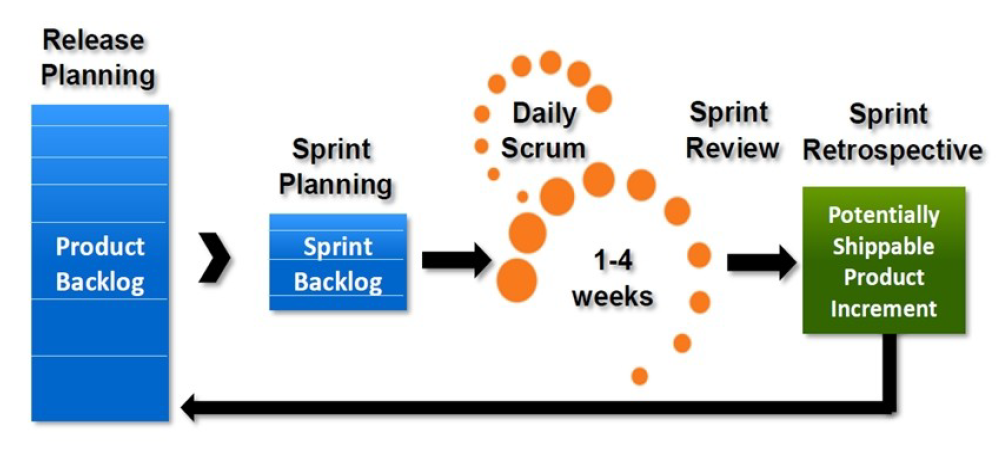 Release
Planning
Product
Backlog
Sprint
Planning
Sprint
Backlog
Daily
Scrum
1-4
weeks
Sprint
Review
Sprint
Retrospective
Potentially
Shippable
Product
Increment